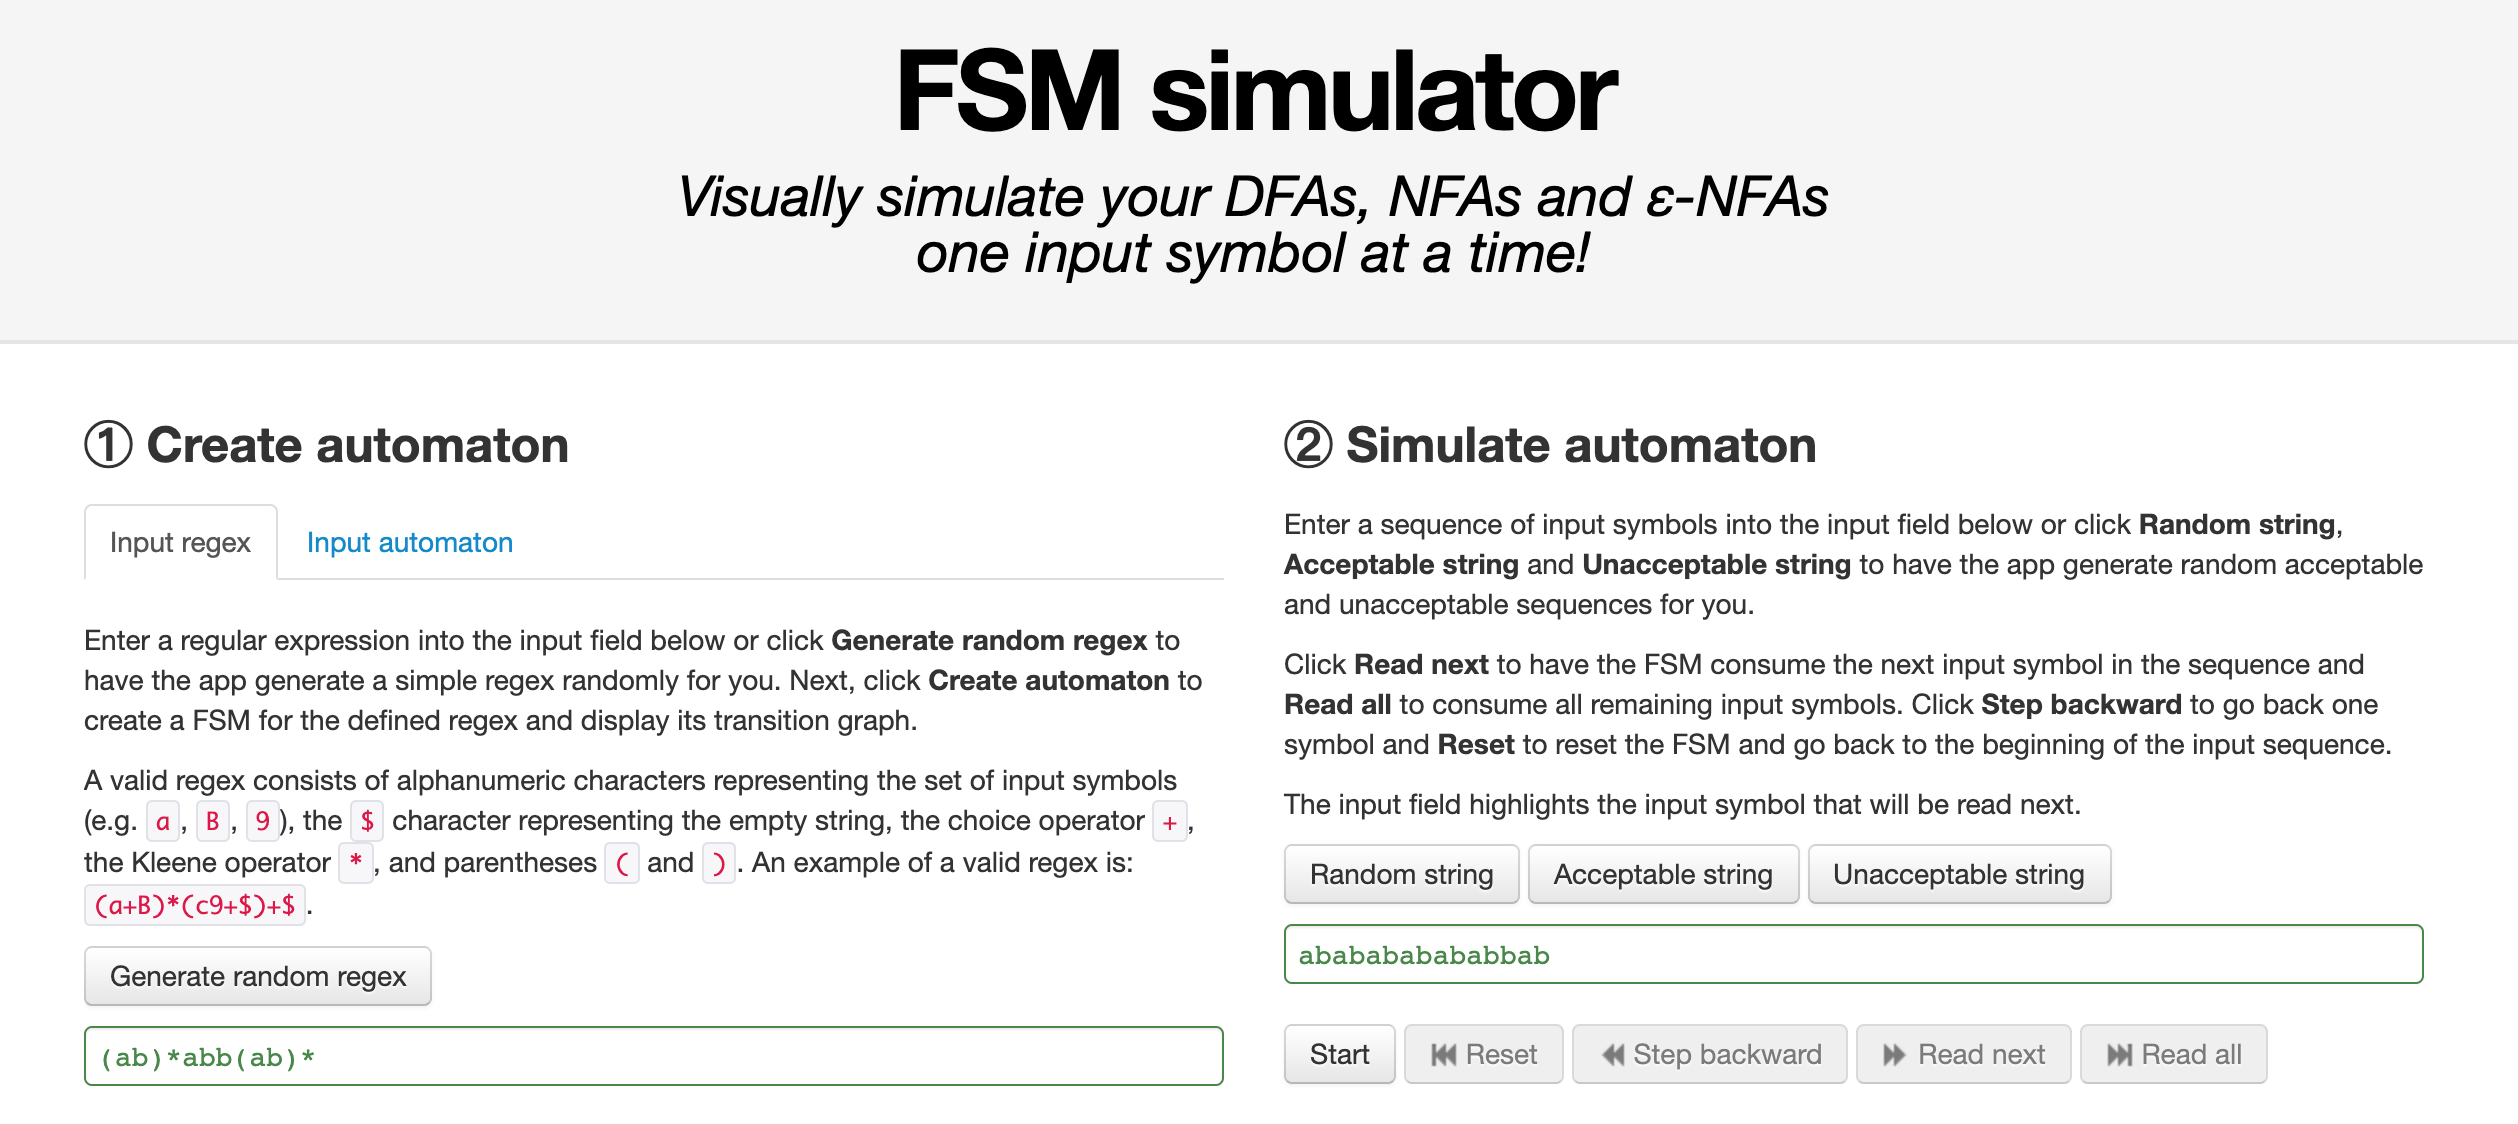 FSM simulator
Visually simulate your DFAs, NFAs and ε-NFAs
one input symbol at a time!
① Create automaton
Input regex Input automaton
Enter a regular expression into the input field below or click Generate random regex to
have the app generate a simple regex randomly for you. Next, click Create automaton to
create a FSM for the defined regex and display its transition graph.
A valid regex consists of alphanumeric characters representing the set of input symbols
(e.g. a, B, 9), the $ character representing the empty string, the choice operator +,
the Kleene operator *, and parentheses ( and ). An example of a valid regex is:
(a+B)*(c9+$)+$.
Generate random regex
(ab)*abb(ab)*
② Simulate automaton
Enter a sequence of input symbols into the input field below or click Random string,
Acceptable string and Unacceptable string to have the app generate random acceptable
and unacceptable sequences for you.
Click Read next to have the FSM consume the next input symbol in the sequence and
Read all to consume all remaining input symbols. Click Step backward to go back one
symbol and Reset to reset the FSM and go back to the beginning of the input sequence.
The input field highlights the input symbol that will be read next.
Random string Acceptable string Unacceptable string
abababababababbab
Start Reset Step backward Read next Read all